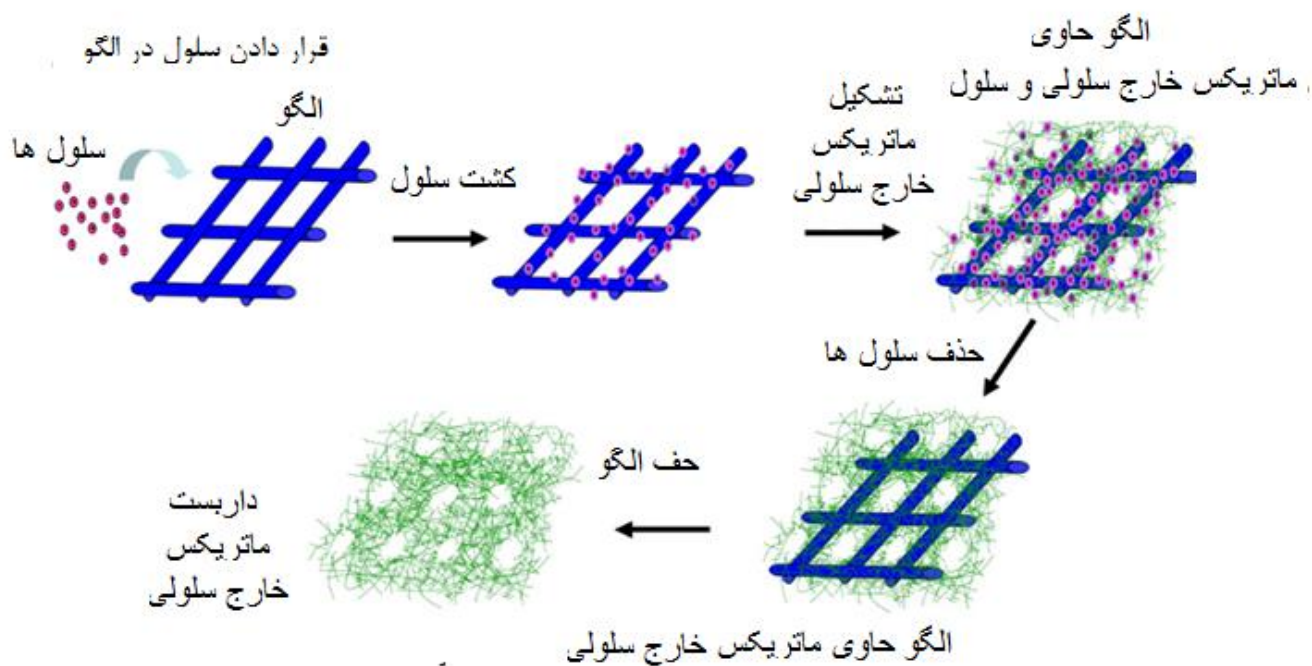 قرار دادن سلول در الگو
الگو
سلول ها
کشت سلول
تشکیل
ماتریکس
خارج سلولی
الگو حاوی
ماتریکس خارج سلولی و سلول
حذف سلول ها
الگو حاوی ماتریکس خارج سلولی
حف الگو
داربست
ماتریکس
خارج سلولی